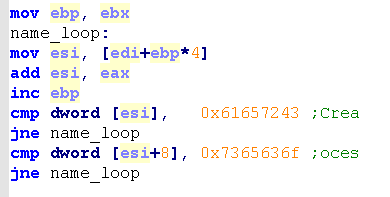 mov ebp, ebx
name_loop:
mov esi, [edi+ebp*4]
add esi, eax
inc ebp
cmp dword [esi],   0x61657243 ;Crea
jne name_loop
cmp dword [esi+8], 0x7365636f ;oces
jne name_loop